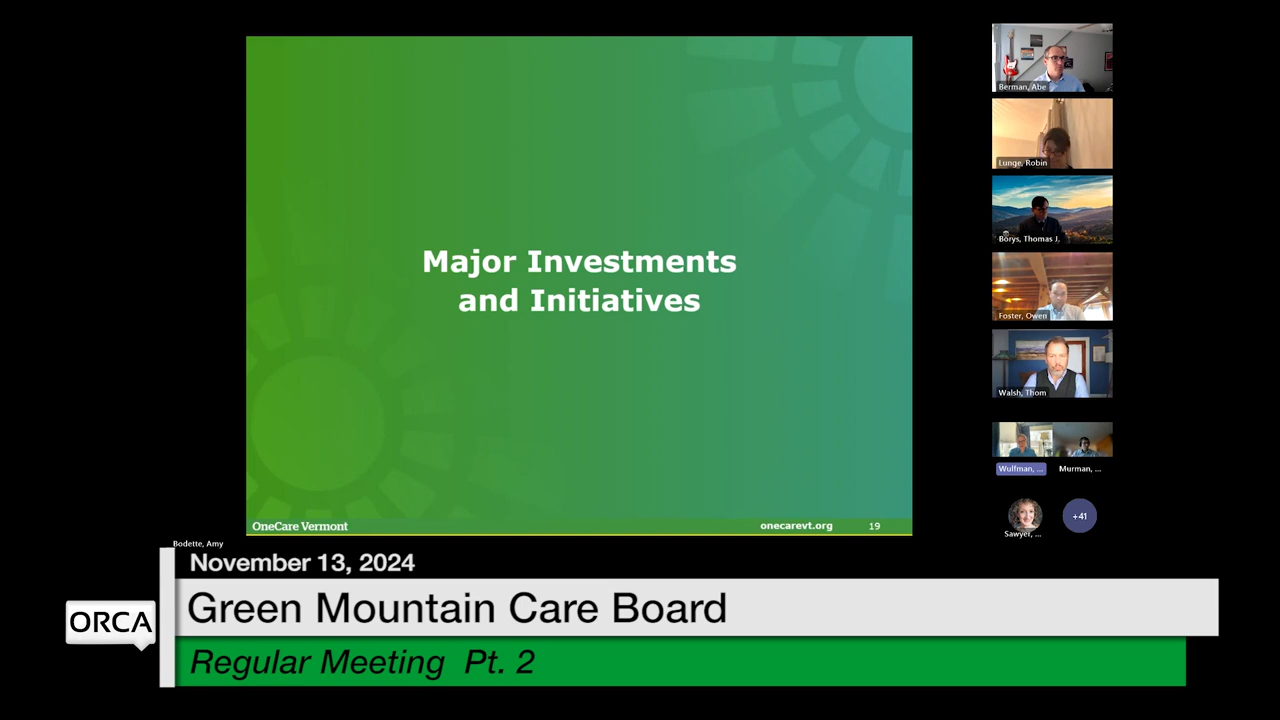 Major Investments
and Initiatives
OneCare Vermont
onecarevt.org
19
Berman, Abe
Lunge, Robin
Borys, Thomas J.
Foster, Owen
Walsh, Thom
Wulfman, ...
Murman, ...
Sawyer, ...
+41
Bodette, Amy
November 13, 2024
ORCA
Green Mountain Care Board
Regular Meeting Pt. 2